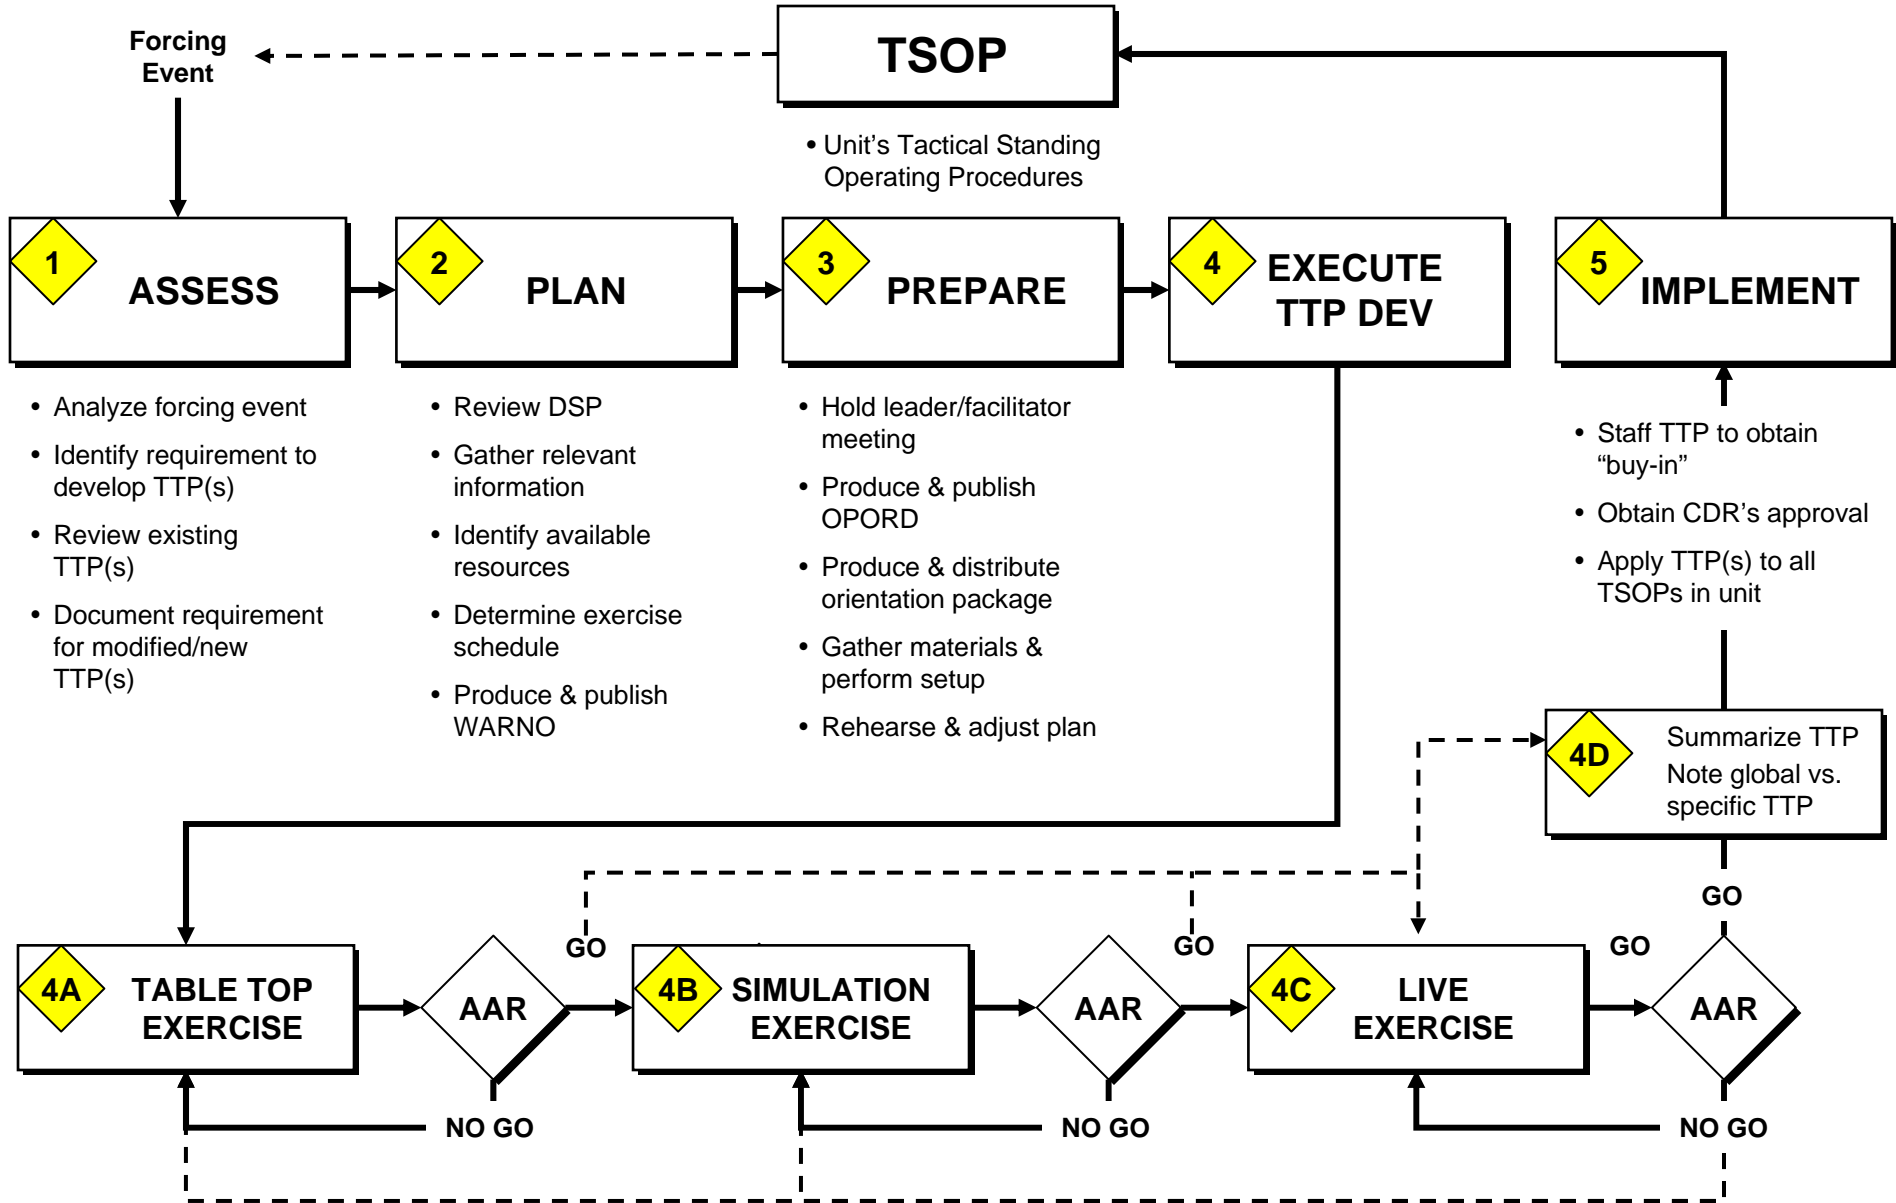 Forcing
Event
TSOP
• Unit’s Tactical Standing
Operating Procedures
1
ASSESS
2
PLAN
3
PREPARE
4
EXECUTE
TTP DEV
5
IMPLEMENT
• Analyze forcing event
• Identify requirement to
develop TTP(s)
• Review existing
TTP(s)
• Document requirement
for modified/new
TTP(s)
• Review DSP
• Gather relevant
information
• Identify available
resources
• Determine exercise
schedule
• Produce & publish
WARNO
• Hold leader/facilitator
meeting
• Produce & publish
OPORD
• Produce & distribute
orientation package
• Gather materials &
perform setup
• Rehearse & adjust plan
• Staff TTP to obtain
“buy-in”
• Obtain CDR’s approval
• Apply TTP(s) to all
TSOPs in unit
4D
Summarize TTP
Note global vs.
specific TTP
GO
4A
TABLE TOP
EXERCISE
AAR
GO
NO GO
4B
SIMULATION
EXERCISE
AAR
GO
NO GO
4C
LIVE
EXERCISE
GO
AAR
NO GO